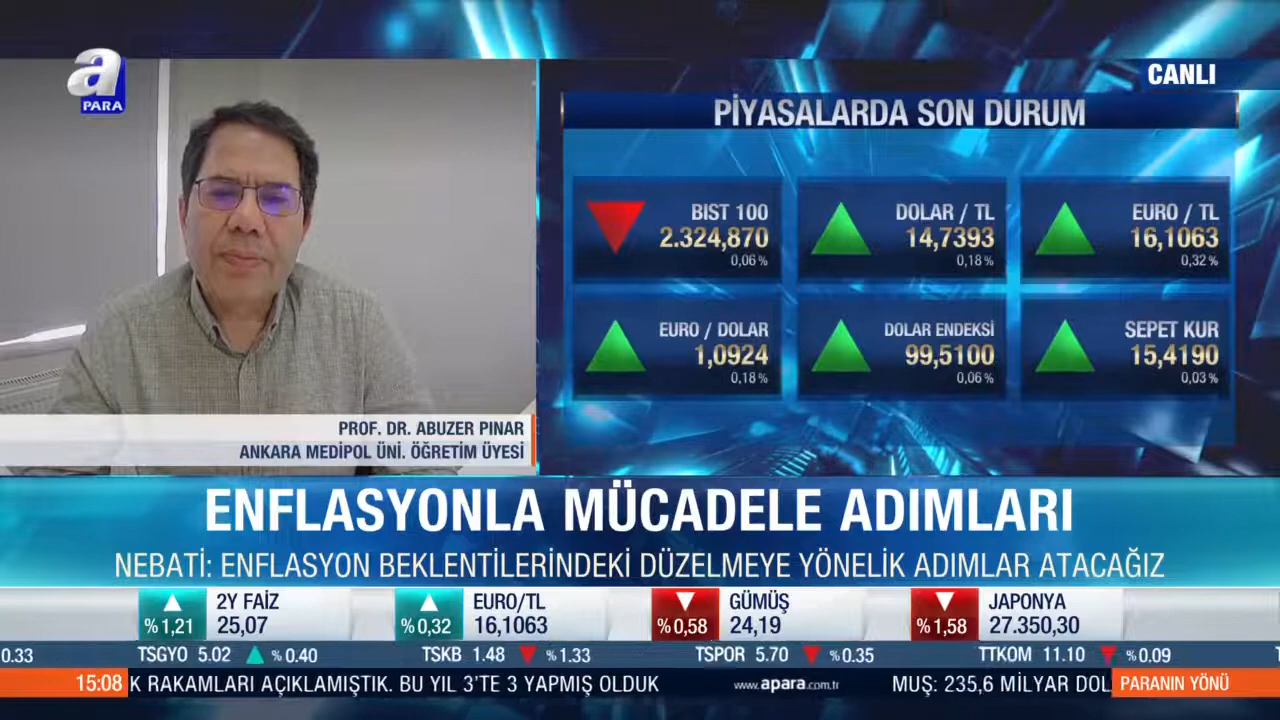 a
PARA
CANLI
PİYASALARDA SON DURUM
BIST 100
2.324,870
0,06 %
DOLAR / TL
14,7393
0,18 %
EURO / TL
16,1063
0,32 %
EURO / DOLAR
1,0924
0,18 %
DOLAR ENDEKSİ
99,5100
0,06 %
SEPET KUR
15,4190
0,03 %
PROF. DR. ABUZER PINAR
ANKARA MEDİPOL ÜNİ. ÖĞRETİM ÜYESİ
ENFLASYONLA MÜCADELE ADIMLARI
NEBATİ: ENFLASYON BEKLENTİLERİNDEKİ DÜZELMEYE YÖNELİK ADIMLAR ATACAĞIZ
% 1,21 2Y FAİZ 25,07
% 0,32 EURO/TL 16,1063
% 0,58 GÜMÜŞ 24,19
% 1,58 JAPONYA 27.350,30
0.33 TSGYO 5.02 % 0.40 TSKB 1.48 % 1.33 TSPOR 5.70 % 0.35 TTKOM 11.10 % 0.09
15:08 K RAKAMLARI AÇIKLAMIŞTIK. BU YIL 3'TE 3 YAPMIŞ OLDUK www.apara.com.tr MUŞ: 235,6 MİLYAR DOL PARANIN YÖNÜ